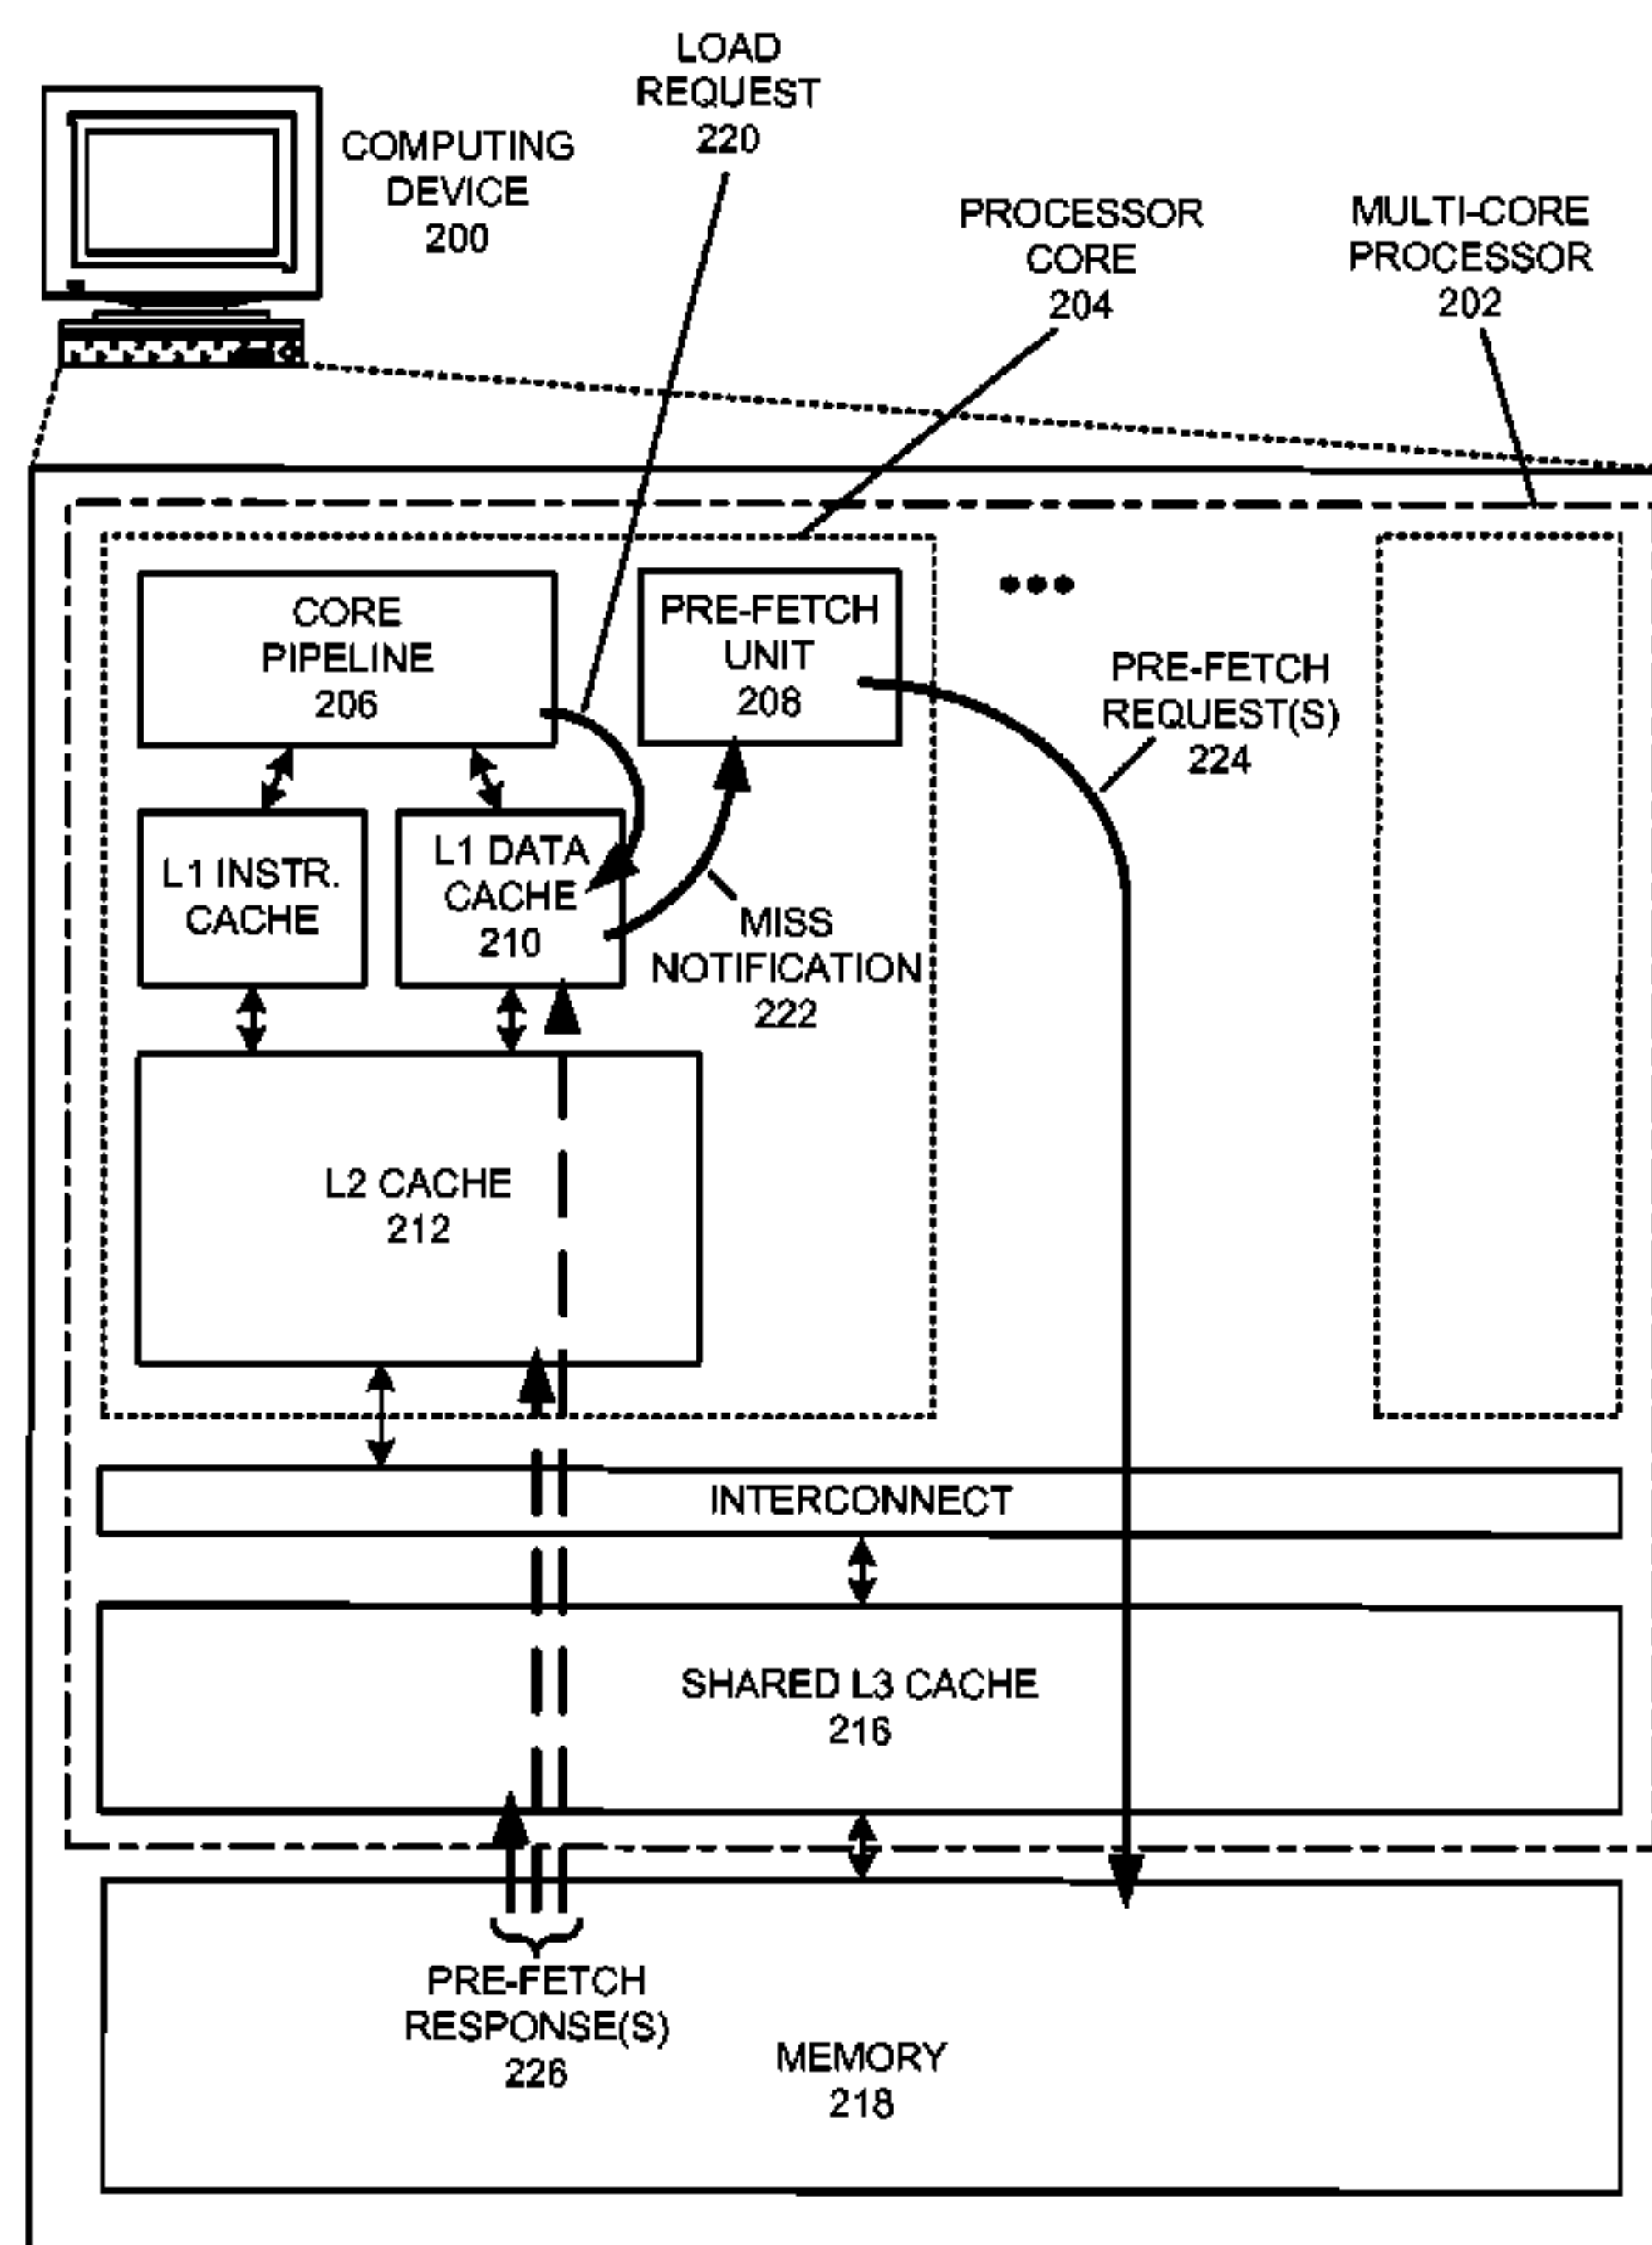 LOAD
REQUEST
220
COMPUTING
DEVICE
200
PROCESSOR
CORE
204
MULTI-CORE
PROCESSOR
202
CORE
PIPELINE
206
PRE-FETCH
UNIT
208
PRE-FETCH
REQUEST(S)
224
L1 INSTR.
CACHE
L1 DATA
CACHE
210
MISS
NOTIFICATION
222
L2 CACHE
212
INTERCONNECT
SHARED L3 CACHE
216
PRE-FETCH
RESPONSE(S)
226
MEMORY
218